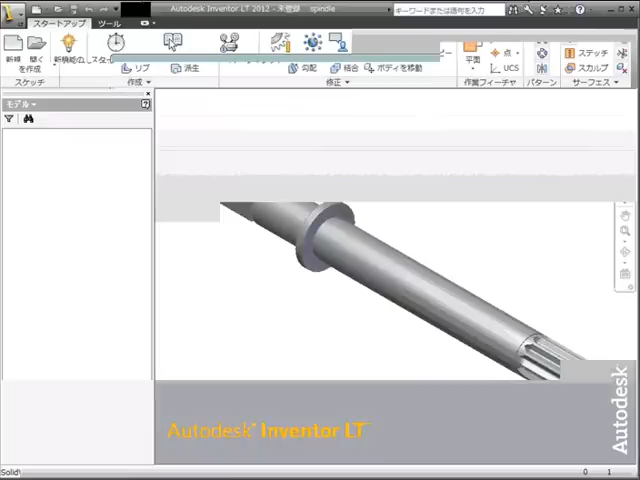 Autodesk Inventor LT 2012 - 未登録 spindle
キーワードまたは語句を入力
スタートアップ ツール
新規 開く 新機能
リブ 派生 勾配 結合 ボディを移動
平面 点 UCS
ステッチ
スカルプ
スケッチ
を作成
スケッチ 作成 修正 作業フィーチャ パターン サーフェス
モデル
Autodesk Inventor LT
Autodesk
Solid\
0 1